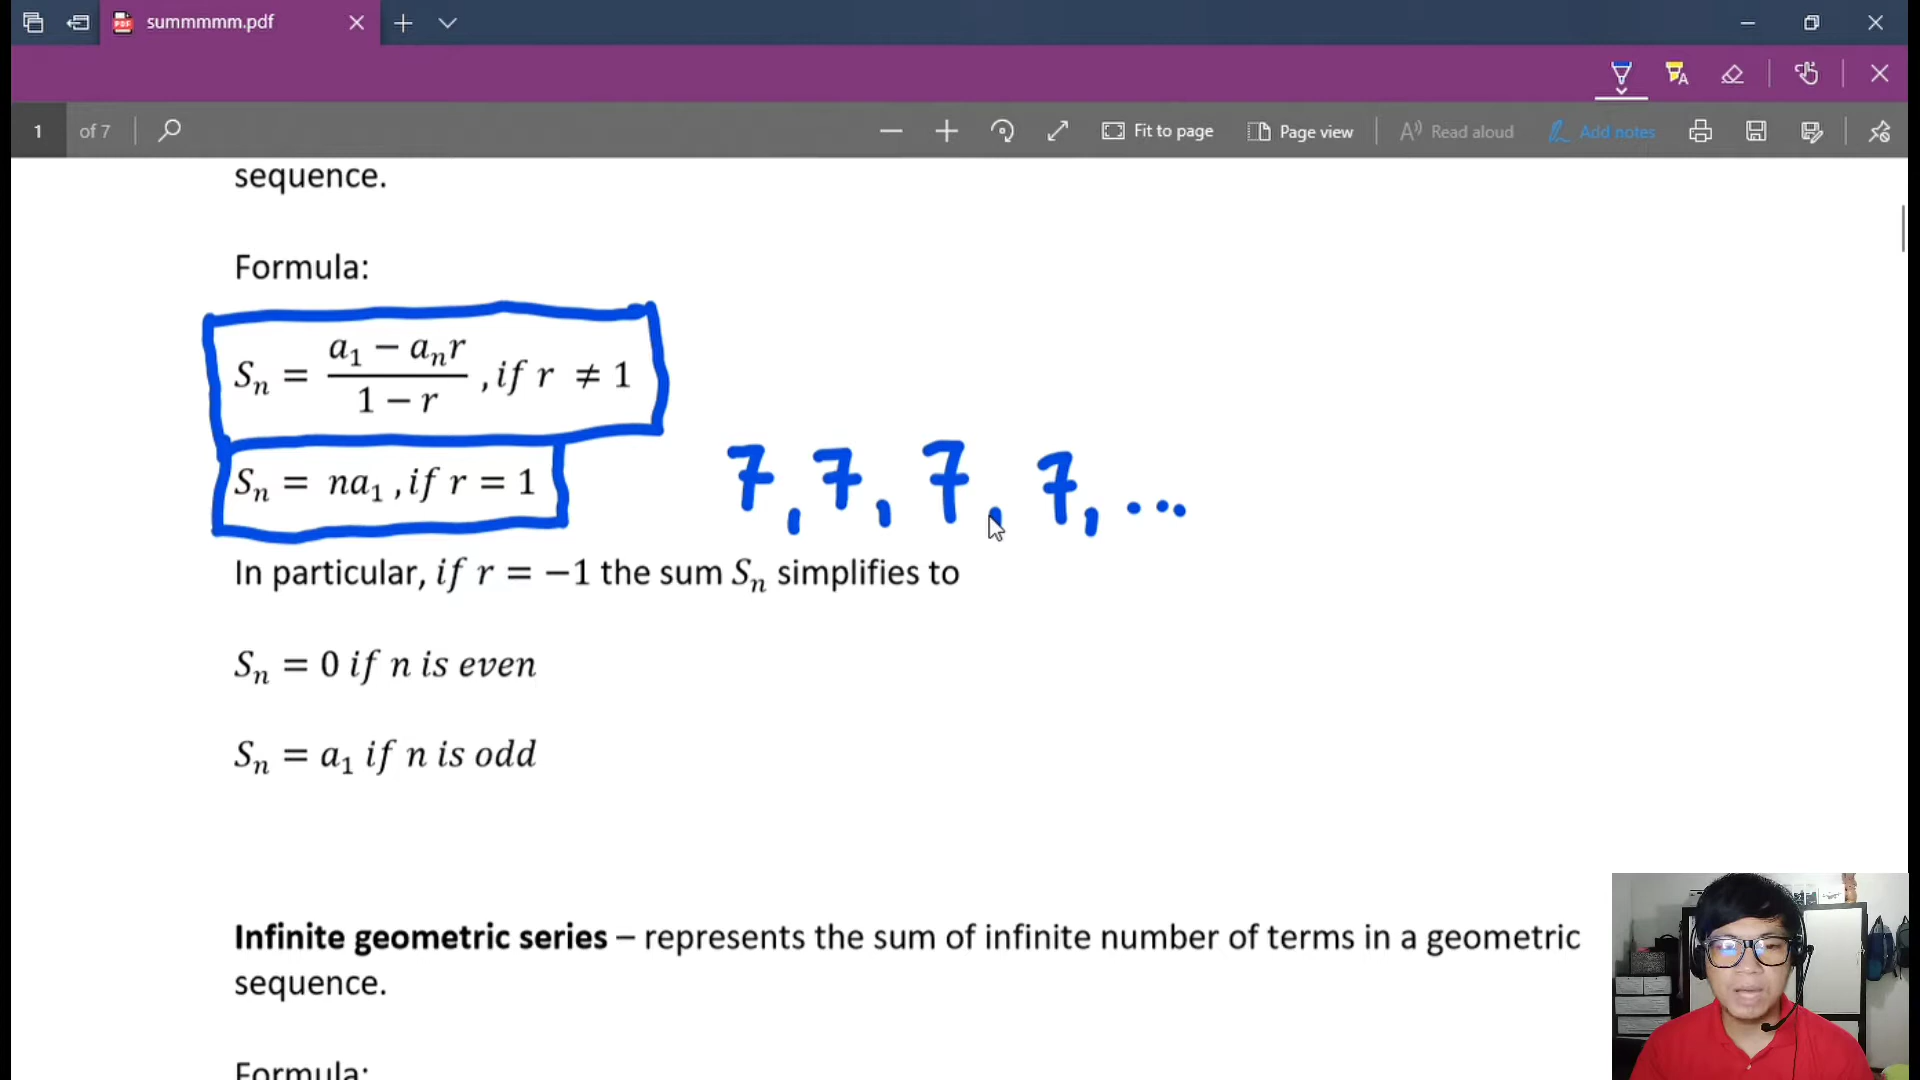 summmmm.pdf
1 of 7
Fit to page
Page view
Read aloud
Add notes
sequence.
Formula:
Sₙ = (a₁ − aₙr)/(1 − r) , if r ≠ 1
Sₙ = na₁ , if r = 1
7, 7, 7, 7, ...
In particular, if r = −1 the sum Sₙ simplifies to
Sₙ = 0 if n is even
Sₙ = a₁ if n is odd
Infinite geometric series – represents the sum of infinite number of terms in a geometric
sequence.
Formula: